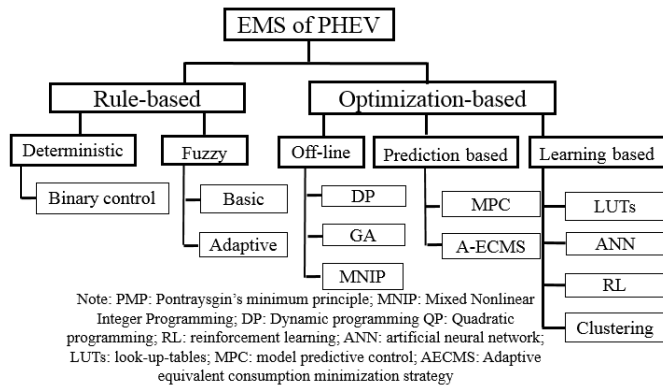 EMS of PHEV
Rule-based
Optimization-based
Deterministic
Fuzzy
Off-line
Prediction based
Learning based
Binary control
Basic
Adaptive
DP
GA
MNIP
MPC
A-ECMS
LUTs
ANN
RL
Clustering
Note: PMP: Pontraysgin's minimum principle; MNIP: Mixed Nonlinear
Integer Programming; DP: Dynamic programming QP: Quadratic
programming; RL: reinforcement learning; ANN: artificial neural network;
LUTs: look-up-tables; MPC: model predictive control; AECMS: Adaptive
equivalent consumption minimization strategy